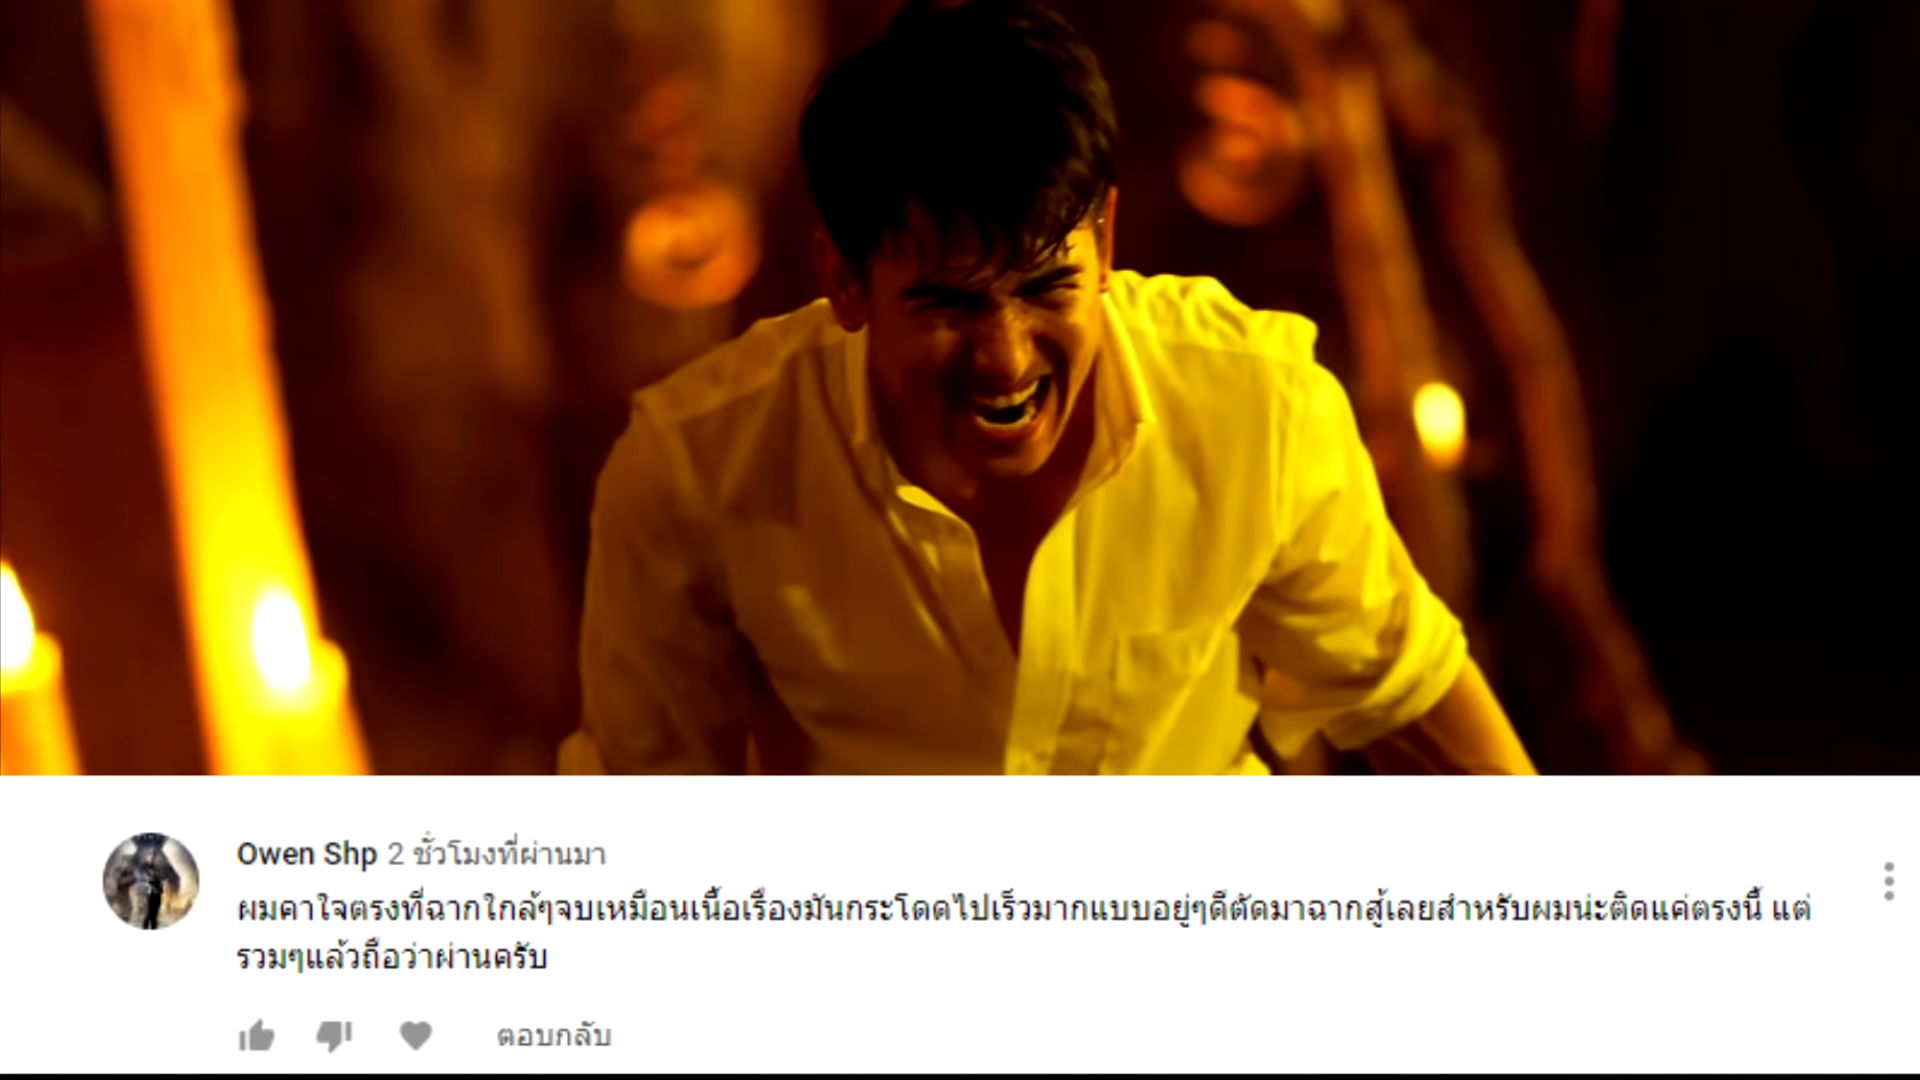 Owen Shp 2 ชั่วโมงที่ผ่านมา
ผมคาใจตรงที่ฉากใกล้ๆจบเหมือนเนื้อเรื่องมันกระโดดไปเร็วมากแบบอยู่ๆดีตัดมาฉากสู้เลยสำหรับผมน่ะติดแค่ตรงนี้ แต่
รวมๆแล้วถือว่าผ่านครับ
ตอบกลับ